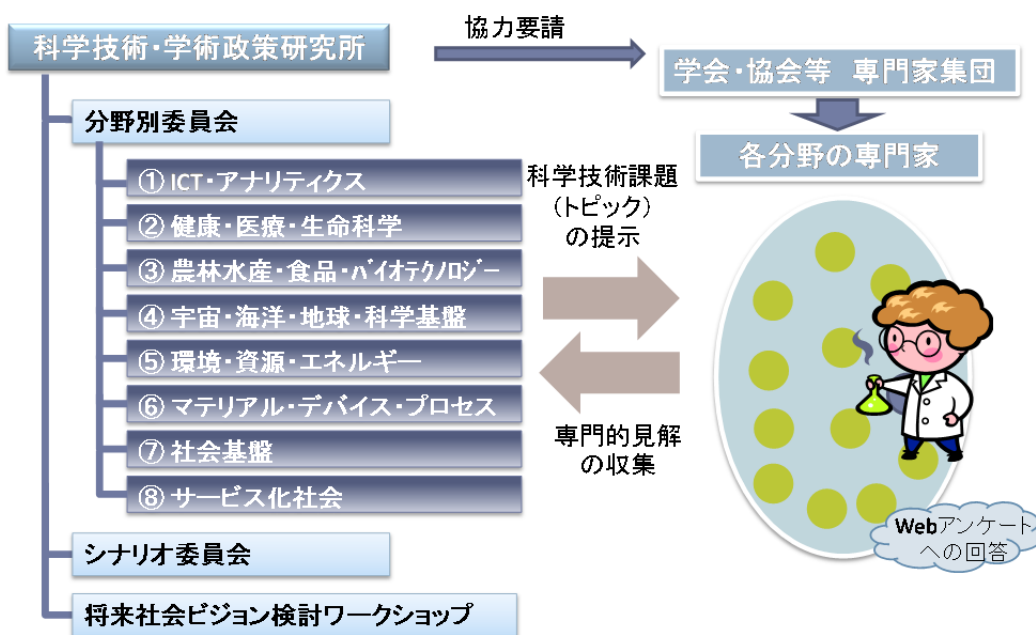 科学技術・学術政策研究所
協力要請
学会・協会等 専門家集団
各分野の専門家
分野別委員会
① ICT・アナリティクス
② 健康・医療・生命科学
③ 農林水産・食品・バイオテクノロジー
④ 宇宙・海洋・地球・科学基盤
⑤ 環境・資源・エネルギー
⑥ マテリアル・デバイス・プロセス
⑦ 社会基盤
⑧ サービス化社会
シナリオ委員会
将来社会ビジョン検討ワークショップ
科学技術課題
(トピック)
の提示
専門的見解
の収集
Webアンケート
への回答